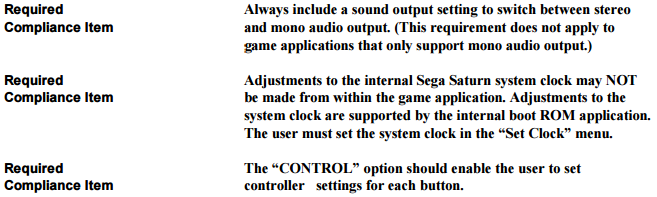 Required Always include a sound output setting to switch between stereo
Compliance Item and mono audio output. (This requirement does not apply to
game applications that only support mono audio output.)
Required Adjustments to the internal Sega Saturn system clock may NOT
Compliance Item be made from within the game application. Adjustments to the
system clock are supported by the internal boot ROM application.
The user must set the system clock in the “Set Clock” menu.
Required The “CONTROL” option should enable the user to set
Compliance Item controller settings for each button.